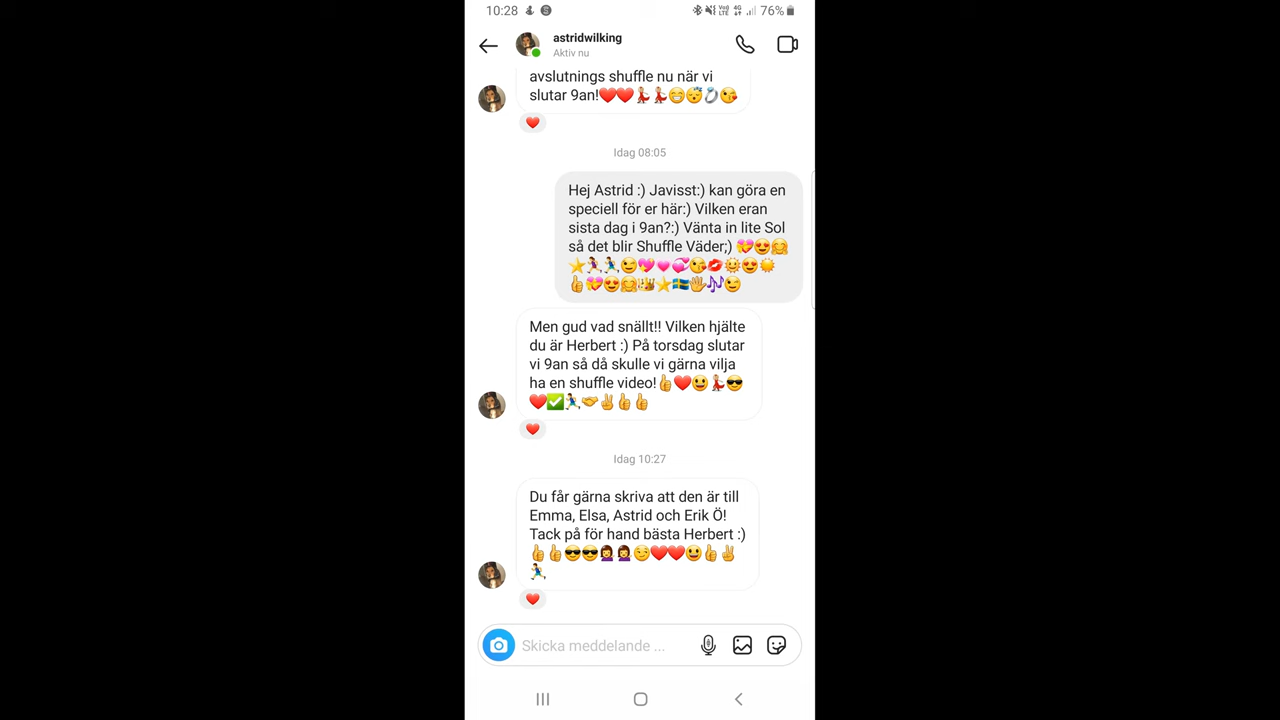 10:28
76%
astridwilking
Aktiv nu
avslutnings shuffle nu när vi
slutar 9an!❤️❤️💃💃😁😴💍😘
❤️
Idag 08:05
Hej Astrid :) Javisst:) kan göra en
speciell för er här:) Vilken eran
sista dag i 9an?:) Vänta in lite Sol
så det blir Shuffle Väder;) 💝😍🤗
⭐🏃‍♀️🏃‍♂️😉💖💗💞😘💋🌞😍☀️
👍💝😍🤗👑⭐🇸🇪🖐️🎶😉
Men gud vad snällt!! Vilken hjälte
du är Herbert :) På torsdag slutar
vi 9an så då skulle vi gärna vilja
ha en shuffle video!👍❤️😃💃😎
❤️✅🏃‍♂️🤝✌️👍👍
❤️
Idag 10:27
Du får gärna skriva att den är till
Emma, Elsa, Astrid och Erik Ö!
Tack på för hand bästa Herbert :)
👍👍😎😎💁‍♀️💁‍♀️😏❤️❤️😃👍✌️
🏃‍♂️
❤️
Skicka meddelande ...